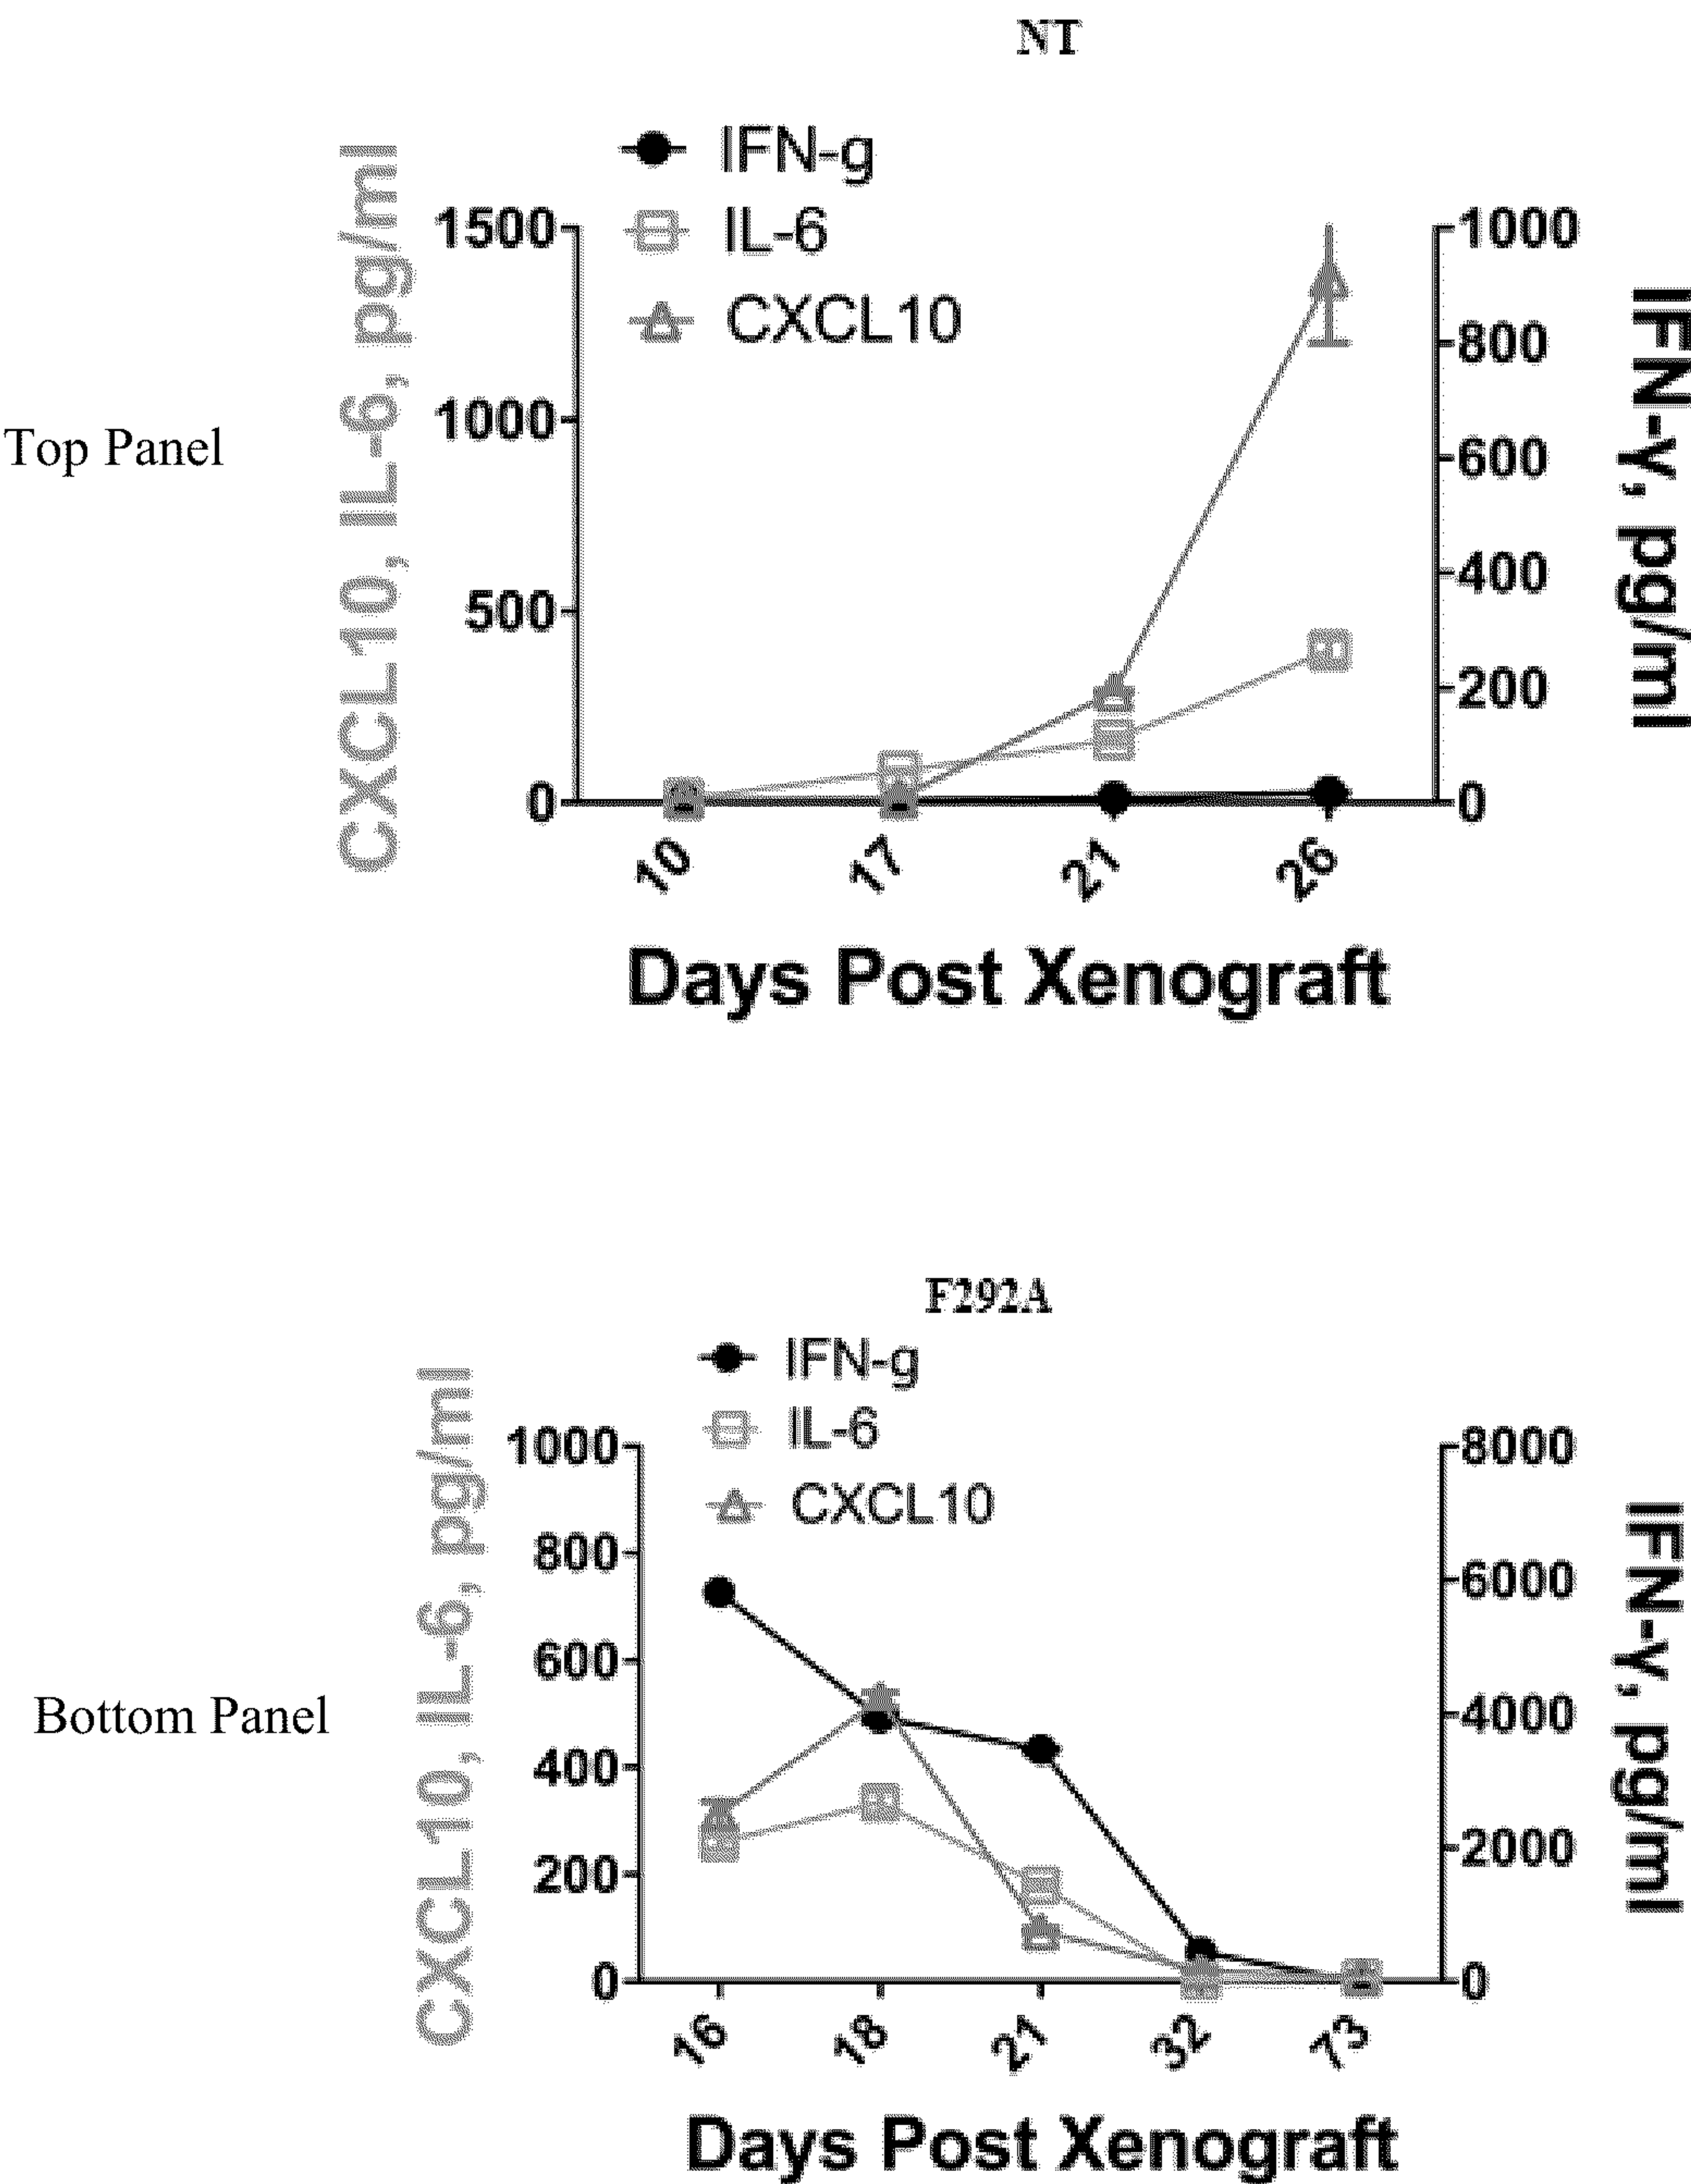 NT
IFN-g
IL-6
CXCL10
CXCL10, IL-6, pg/ml
1500
1000
500
0
1000
800
600
400
200
0
IFN-γ, pg/ml
Top Panel
10 17 21 26
Days Post Xenograft
F292A
IFN-g
IL-6
CXCL10
CXCL10, IL-6, pg/ml
1000
800
600
400
200
0
8000
6000
4000
2000
0
IFN-γ, pg/ml
Bottom Panel
16 18 21 32 73
Days Post Xenograft